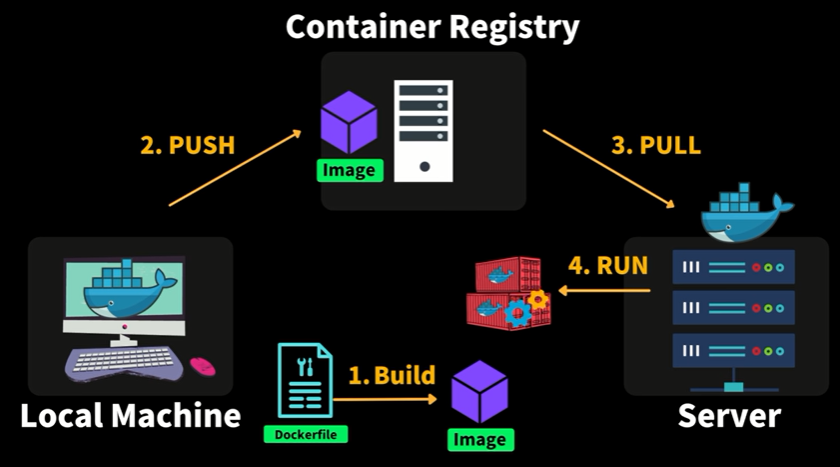 Container Registry
2. PUSH
3. PULL
Image
4. RUN
1. Build
Local Machine
Dockerfile
Image
Server